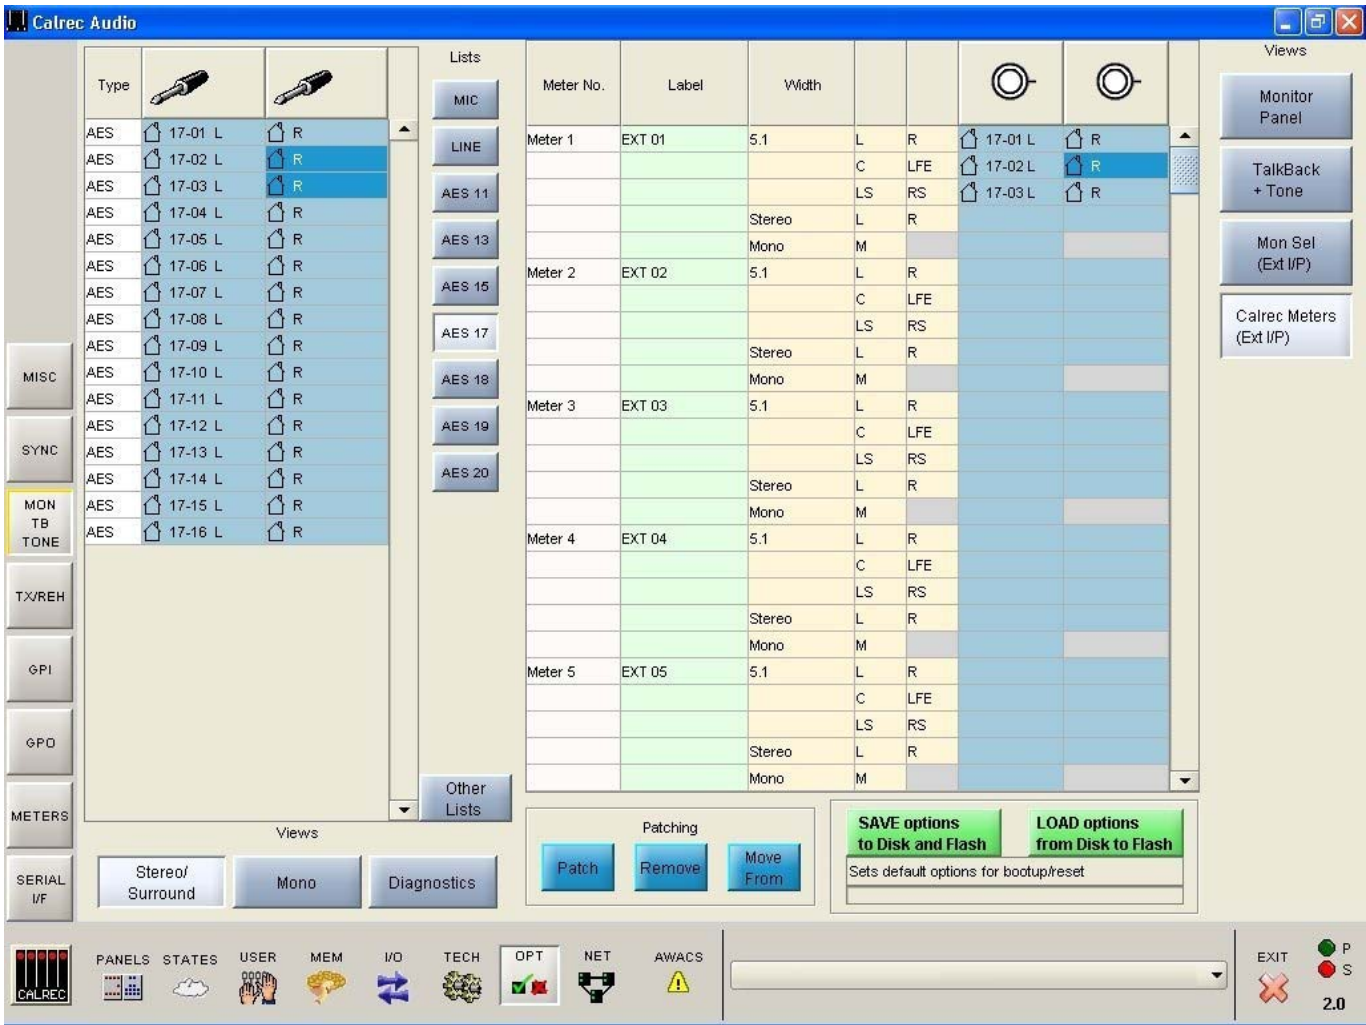 Calrec Audio
Type
AES 17-01 L R
AES 17-02 L R
AES 17-03 L R
AES 17-04 L R
AES 17-05 L R
AES 17-06 L R
AES 17-07 L R
AES 17-08 L R
AES 17-09 L R
AES 17-10 L R
AES 17-11 L R
AES 17-12 L R
AES 17-13 L R
AES 17-14 L R
AES 17-15 L R
AES 17-16 L R
Lists
MIC
LINE
AES 11
AES 13
AES 15
AES 17
AES 18
AES 19
AES 20
Other
Lists
Meter No. Label Width
Meter 1 EXT 01 5.1 L R 17-01 L R
C LFE 17-02 L R
LS RS 17-03 L R
Stereo L R
Mono M
Meter 2 EXT 02 5.1 L R
C LFE
LS RS
Stereo L R
Mono M
Meter 3 EXT 03 5.1 L R
C LFE
LS RS
Stereo L R
Mono M
Meter 4 EXT 04 5.1 L R
C LFE
LS RS
Stereo L R
Mono M
Meter 5 EXT 05 5.1 L R
C LFE
LS RS
Stereo L R
Mono M
Views
Monitor
Panel
TalkBack
+ Tone
Mon Sel
(Ext I/P)
Calrec Meters
(Ext I/P)
MISC
SYNC
MON
TB
TONE
TX/REH
GPI
GPO
METERS
SERIAL
I/F
Views
Stereo/
Surround
Mono
Diagnostics
Patching
Patch
Remove
Move
From
SAVE options
to Disk and Flash
LOAD options
from Disk to Flash
Sets default options for bootup/reset
CALREC
PANELS STATES USER MEM I/O TECH OPT NET AWACS
EXIT
P
S
2.0